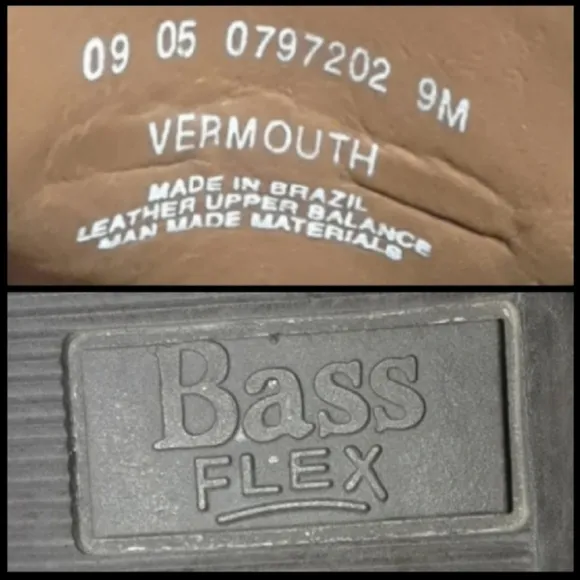 09 05 0797202 9M
VERMOUTH
MADE IN BRAZIL
LEATHER UPPER BALANCE
MAN MADE MATERIALS
Bass
FLEX